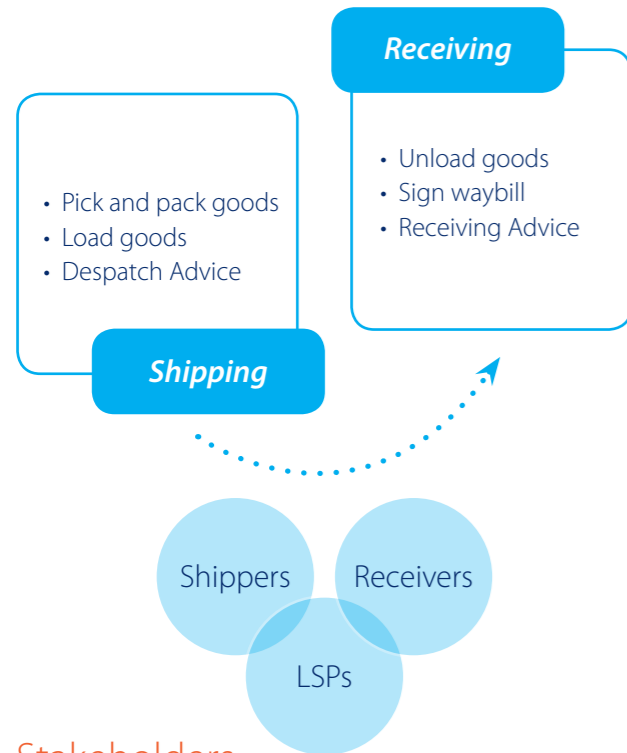 Receiving
• Unload goods
• Sign waybill
• Receiving Advice
• Pick and pack goods
• Load goods
• Despatch Advice
Shipping
Shippers
Receivers
LSPs
Stakeholders